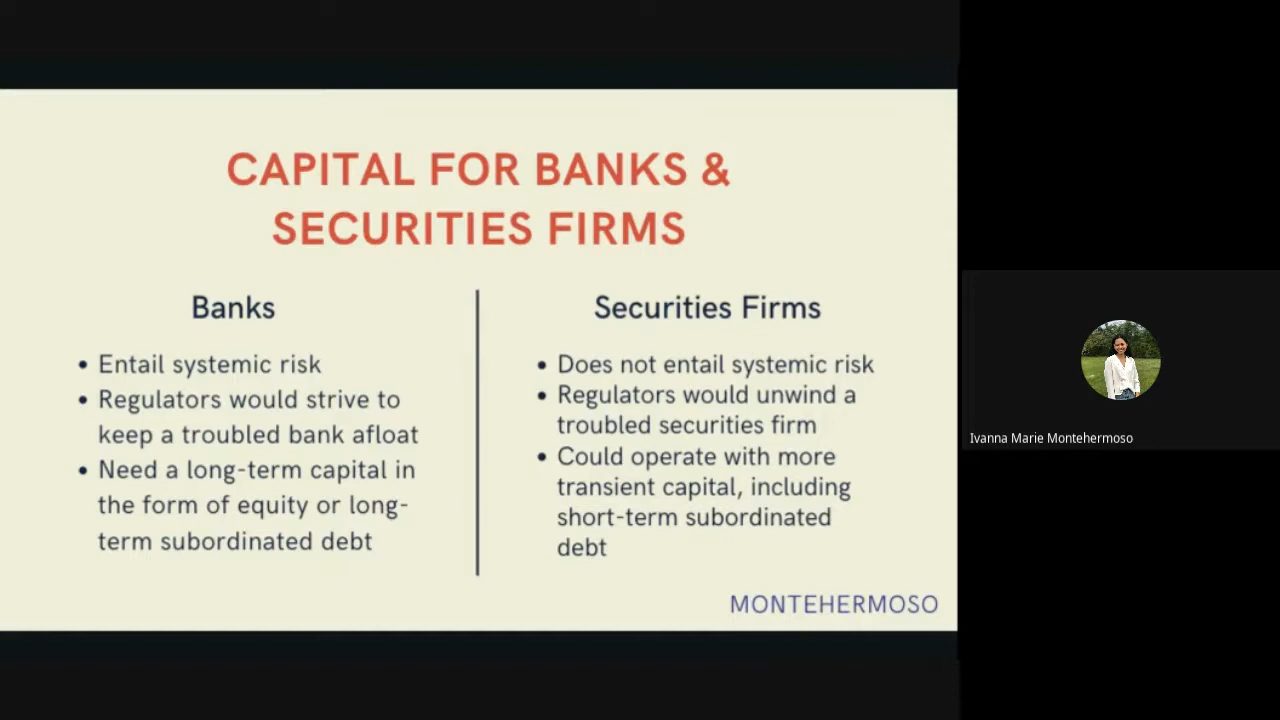 CAPITAL FOR BANKS &
SECURITIES FIRMS
Banks
• Entail systemic risk
• Regulators would strive to
keep a troubled bank afloat
• Need a long-term capital in
the form of equity or long-
term subordinated debt
Securities Firms
• Does not entail systemic risk
• Regulators would unwind a
troubled securities firm
• Could operate with more
transient capital, including
short-term subordinated
debt
MONTEHERMOSO
Ivanna Marie Montehermoso